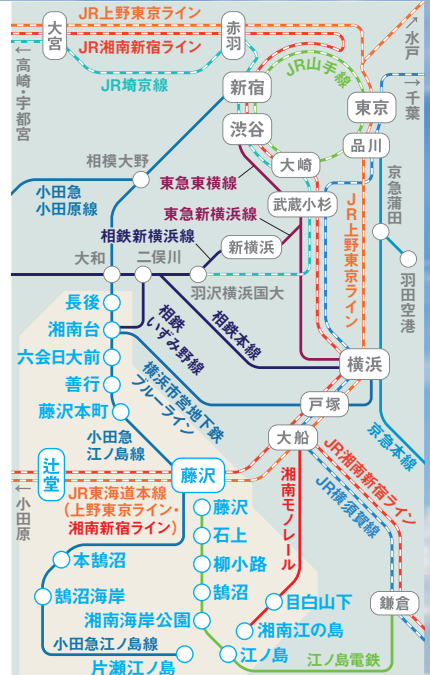 JR上野東京ライン
大宮
赤羽
JR湘南新宿ライン
←高崎・宇都宮
JR埼京線
→水戸
→千葉
新宿
JR山手線
東京
渋谷
品川
大崎
相模大野
小田急
小田原線
東急東横線
武蔵小杉
京急蒲田
東急新横浜線
相鉄新横浜線
新横浜
JR上野東京ライン
羽田空港
大和
二俣川
羽沢横浜国大
長後
湘南台
相鉄
いずみ野線
相鉄本線
六会日大前
横浜市営地下鉄
ブルーライン
横浜
善行
藤沢本町
戸塚
小田急
江ノ島線
大船
京急本線
辻堂
藤沢
JR湘南新宿ライン
JR横須賀線
←小田原
JR東海道本線
(上野東京ライン・
湘南新宿ライン)
湘南モノレール
藤沢
石上
本鵠沼
柳小路
鵠沼
鵠沼海岸
目白山下
鎌倉
湘南海岸公園
湘南江の島
小田急江ノ島線
江ノ島
江ノ島電鉄
片瀬江ノ島